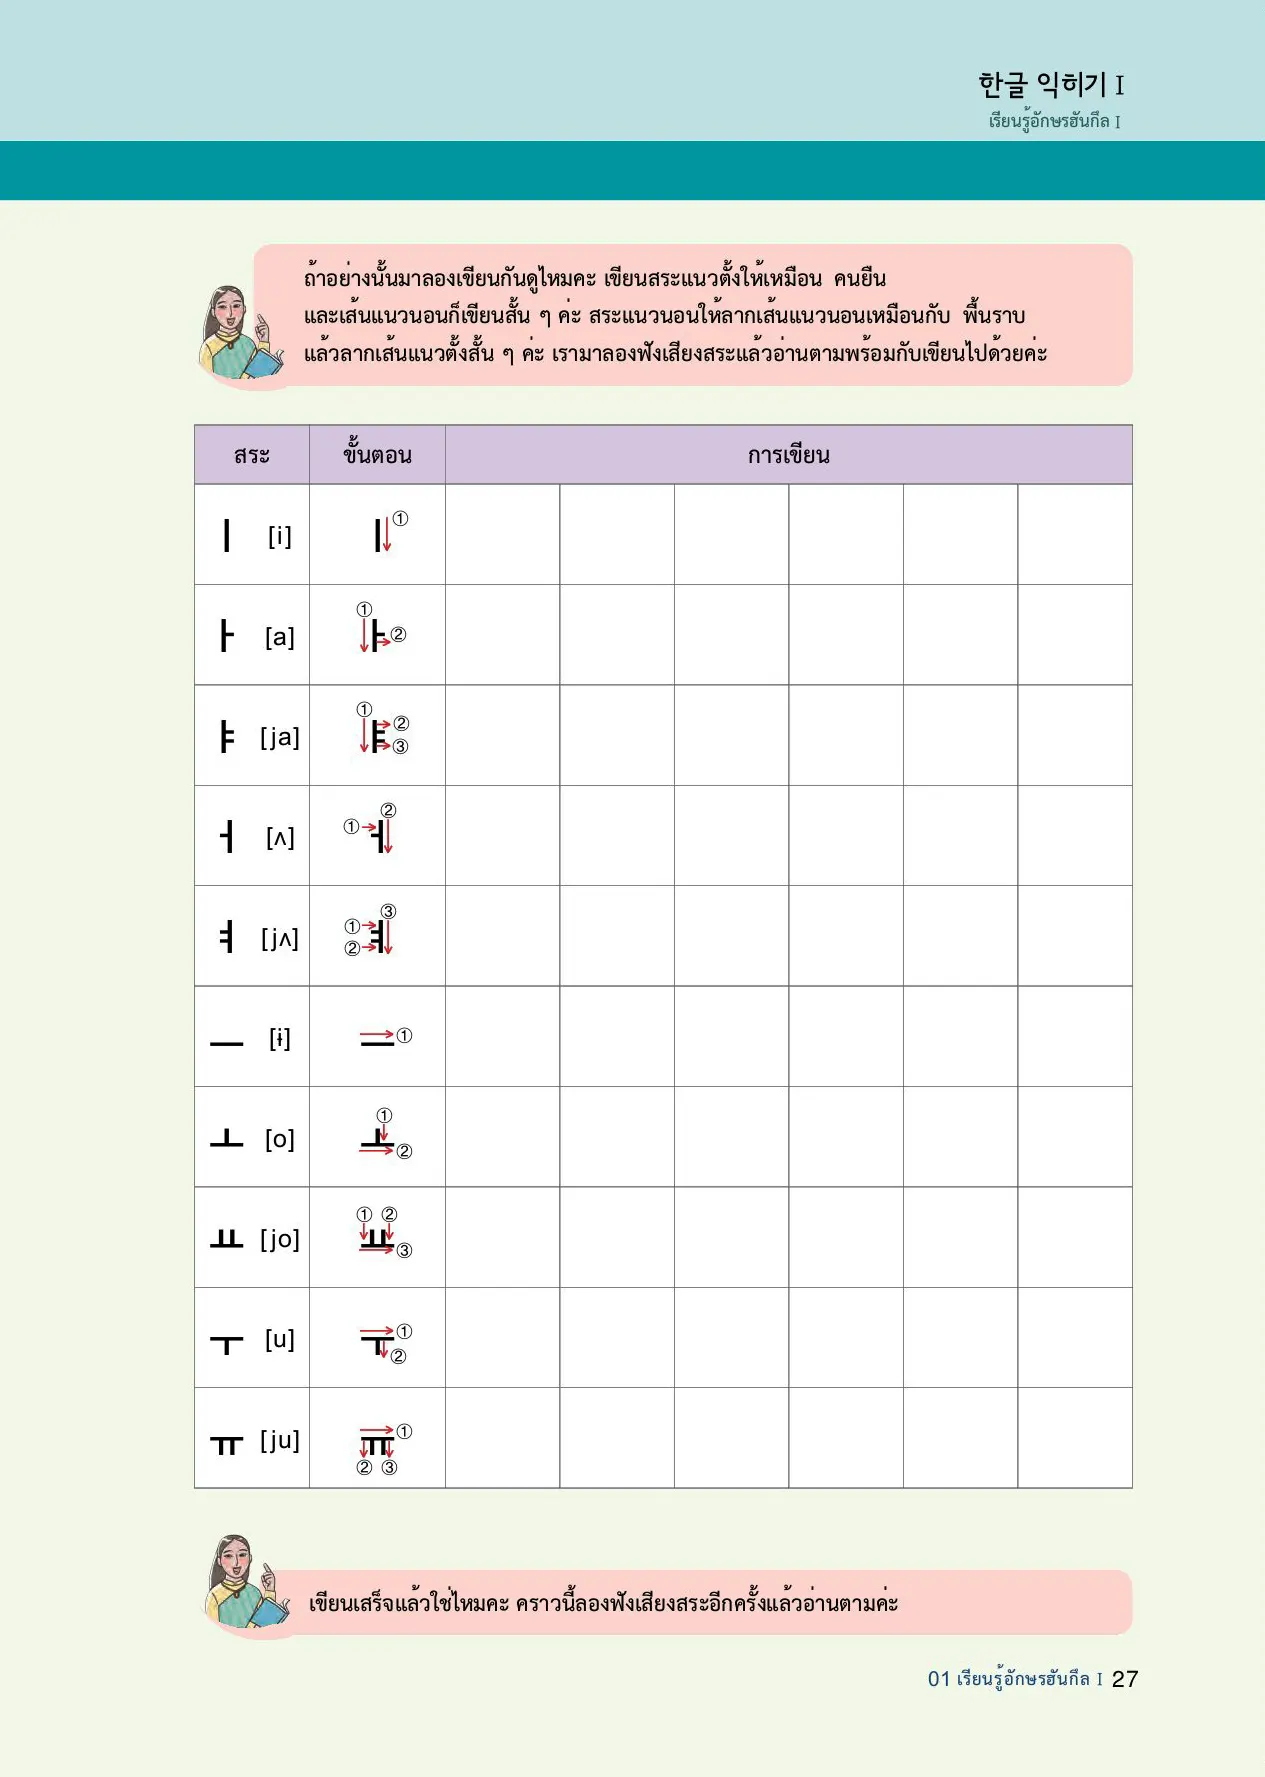 한글 익히기 I
เรียนรู้อักษรฮันกึล I
ถ้าอย่างนั้นมาลองเขียนกันดูไหมคะ เขียนสระแนวตั้งให้เหมือน คนยืน
และเส้นแนวนอนก็เขียนสั้น ๆ ค่ะ สระแนวนอนให้ลากเส้นแนวนอนเหมือนกับ พื้นราบ
แล้วลากเส้นแนวตั้งสั้น ๆ ค่ะ เรามาลองฟังเสียงสระแล้วอ่านตามพร้อมกับเขียนไปด้วยค่ะ
สระ ขั้นตอน การเขียน
ㅣ [i] ㅣ ①
ㅏ [a] ① ㅏ ②
ㅑ [ja] ① ㅑ ② ③
ㅓ [ʌ] ① ㅓ ②
ㅕ [jʌ] ① ② ㅕ ③
ㅡ [ɨ] ㅡ ①
ㅗ [o] ① ㅗ ②
ㅛ [jo] ① ② ㅛ ③
ㅜ [u] ㅜ ① ②
ㅠ [ju] ㅠ ① ② ③
เขียนเสร็จแล้วใช่ไหมคะ คราวนี้ลองฟังเสียงสระอีกครั้งแล้วอ่านตามค่ะ
01 เรียนรู้อักษรฮันกึล I 27